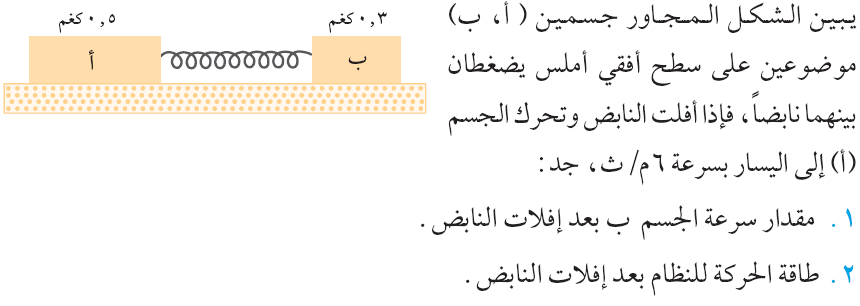 يبين الشكل المجاور جسمين ( أ، ب)
موضوعين على سطح أفقي أملس يضغطان
بينهما نابضاً، فإذا أفلت النابض وتحرك الجسم
(أ) إلى اليسار بسرعة ٦م/ ث، جد:
١. مقدار سرعة الجسم ب بعد إفلات النابض.
٢. طاقة الحركة للنظام بعد إفلات النابض.
٠,٣ كغم
٠,٥ كغم
ب
أ